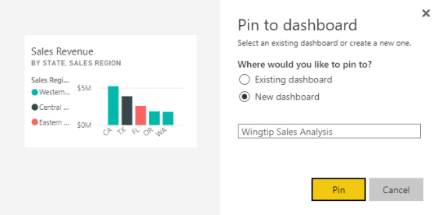 Pin to dashboard
Select an existing dashboard or create a new one.
Where would you like to pin to?
Existing dashboard
New dashboard
Wingtip Sales Analysis
Pin
Cancel
Sales Revenue
BY STATE, SALES REGION
Sales Regi...
Western...
Central ...
Eastern ...
$5M
$0M
CA
TX
FL
OR
WA